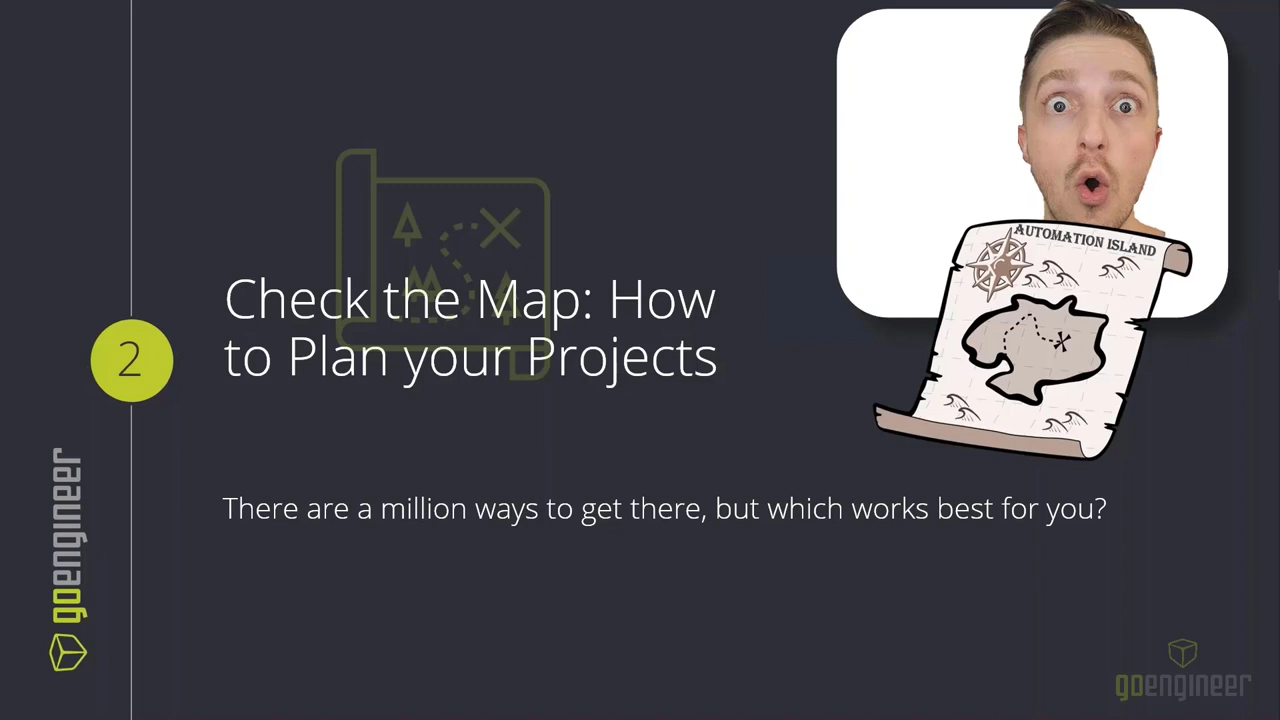 AUTOMATION ISLAND
Check the Map: How
to Plan your Projects
2
There are a million ways to get there, but which works best for you?
goengineer
goengineer